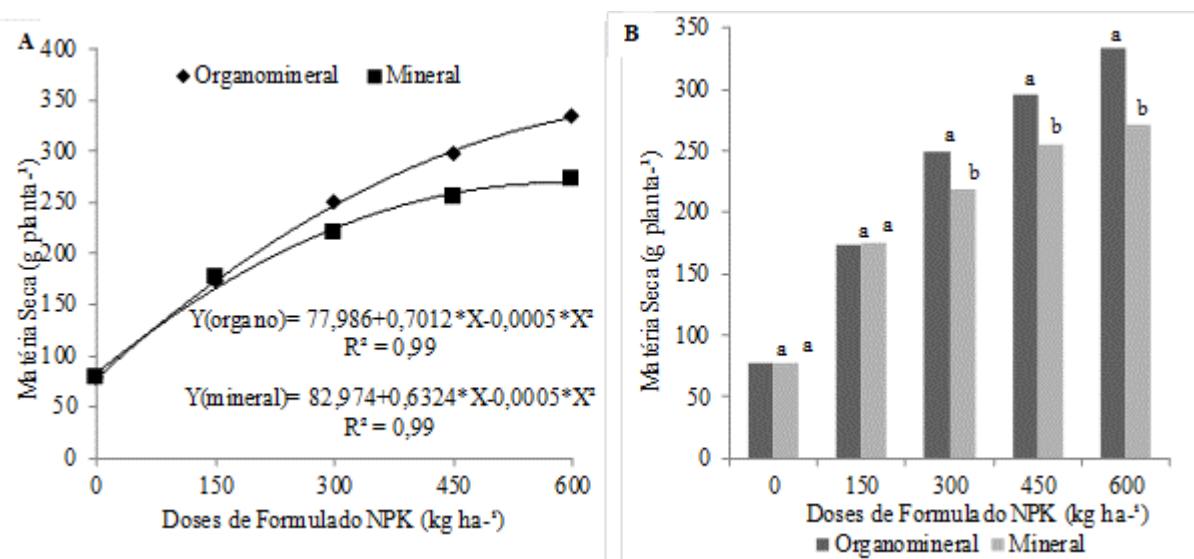 A
400
350
300
250
200
150
100
50
0
Matéria Seca (g planta-¹)
◆ Organomineral ■ Mineral
Y(organo)= 77,986+0,7012*X-0,0005*X²
R² = 0,99
Y(mineral)= 82,974+0,6324*X-0,0005*X²
R² = 0,99
0 150 300 450 600
Doses de Formulado NPK (kg ha-¹)
B
350
300
250
200
150
100
50
0
Matéria Seca (g planta-¹)
a a
a a
a b
a b
a b
0 150 300 450 600
Doses de Formulado NPK (kg ha-¹)
■ Organomineral ■ Mineral